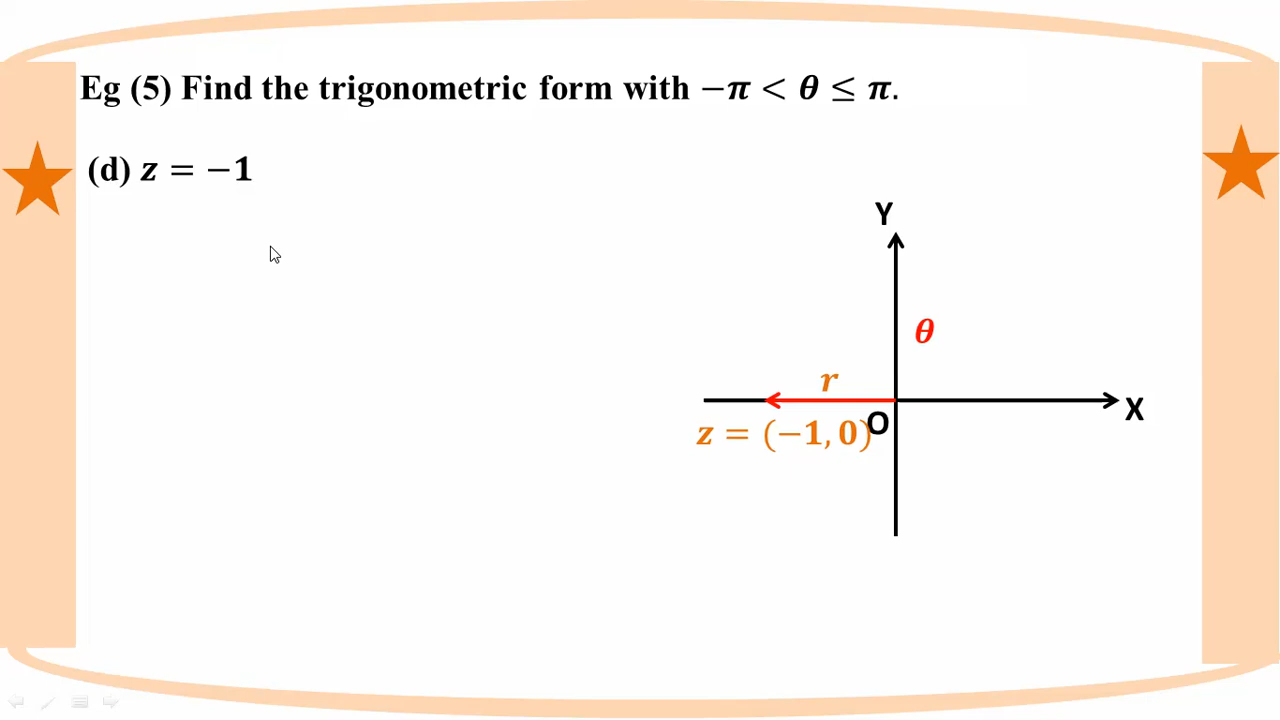 Eg (5) Find the trigonometric form with −π < θ ≤ π.
(d) z = −1
Y
θ
r
X
O
z = (−1, 0)